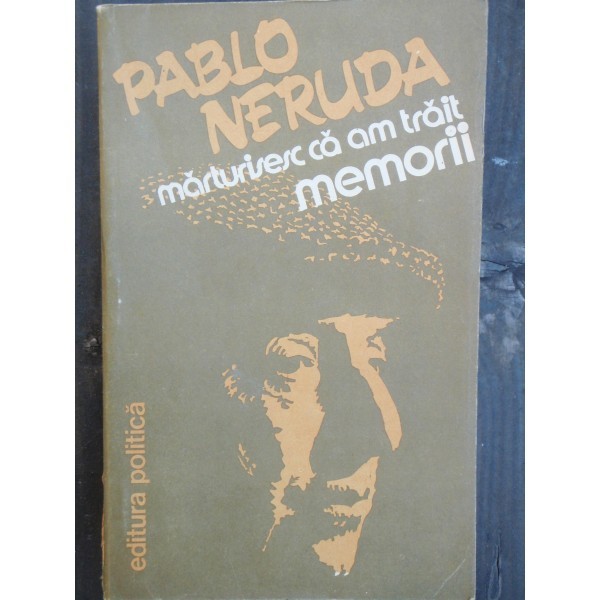 PABLO
NERUDA
mărturisesc că am trăit
memorii
editura politică